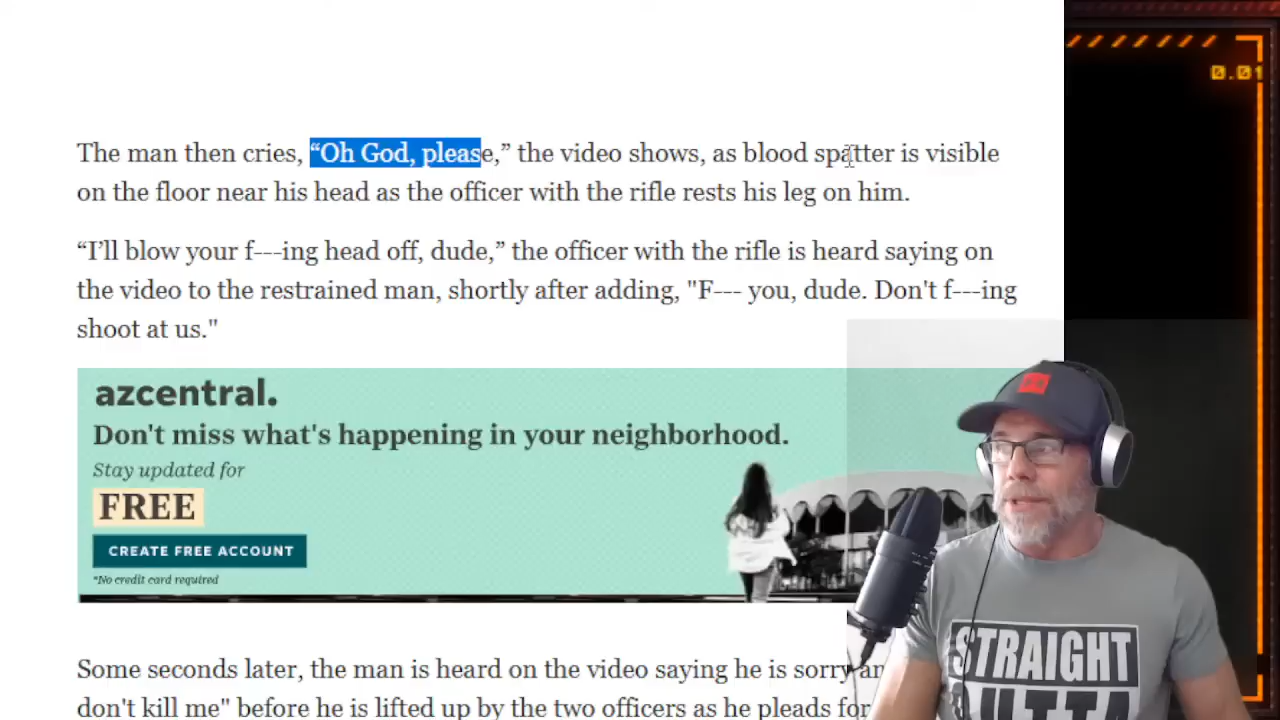 0.01
The man then cries, “Oh God, please,” the video shows, as blood spatter is visible
on the floor near his head as the officer with the rifle rests his leg on him.
“I’ll blow your f---ing head off, dude,” the officer with the rifle is heard saying on
the video to the restrained man, shortly after adding, "F--- you, dude. Don't f---ing
shoot at us."
azcentral.
Don't miss what's happening in your neighborhood.
Stay updated for
FREE
CREATE FREE ACCOUNT
*No credit card required
Some seconds later, the man is heard on the video saying he is sorry
don't kill me" before he is lifted up by the two officers as he pleads for
STRAIGHT
OUTTA